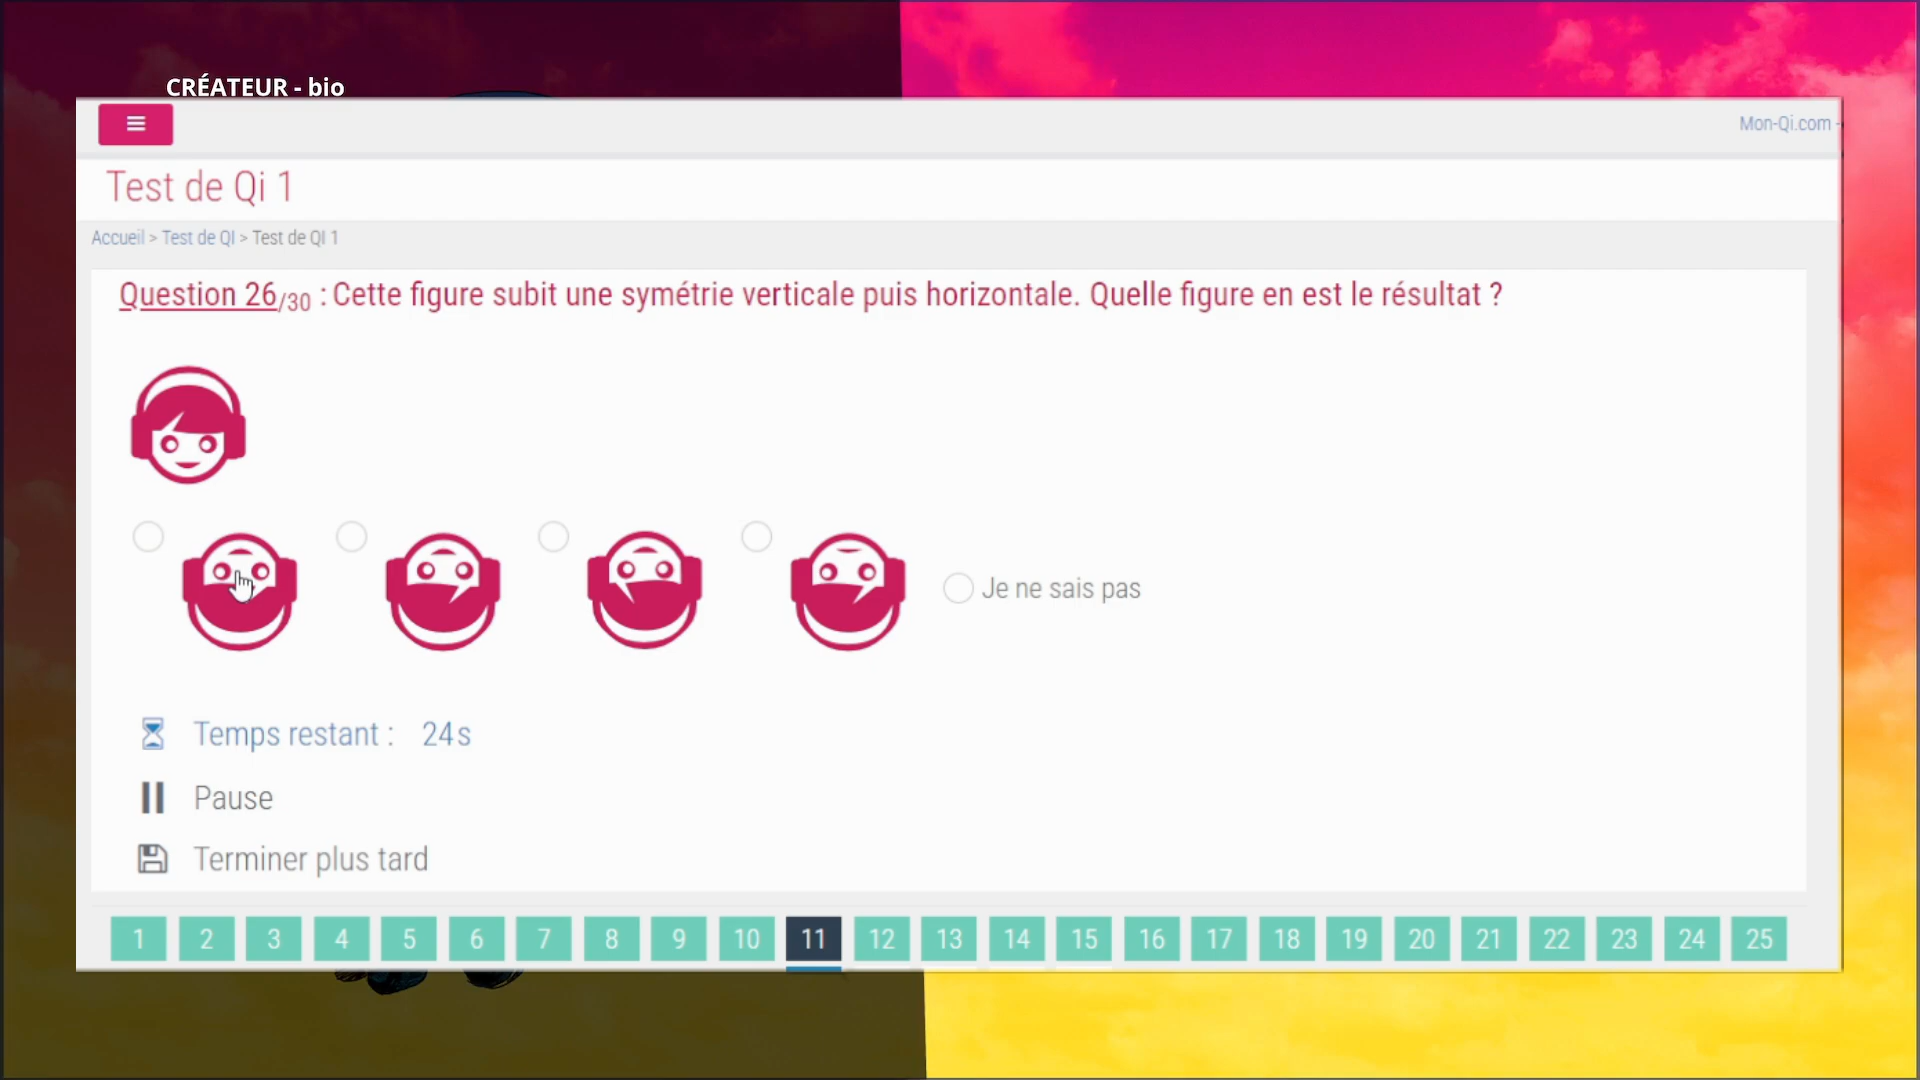 CRÉATEUR - bio
Mon-Qi.com -
Test de Qi 1
Accueil > Test de QI > Test de QI 1
Question 26/30 : Cette figure subit une symétrie verticale puis horizontale. Quelle figure en est le résultat ?
Je ne sais pas
Temps restant : 24s
Pause
Terminer plus tard
1 2 3 4 5 6 7 8 9 10 11 12 13 14 15 16 17 18 19 20 21 22 23 24 25